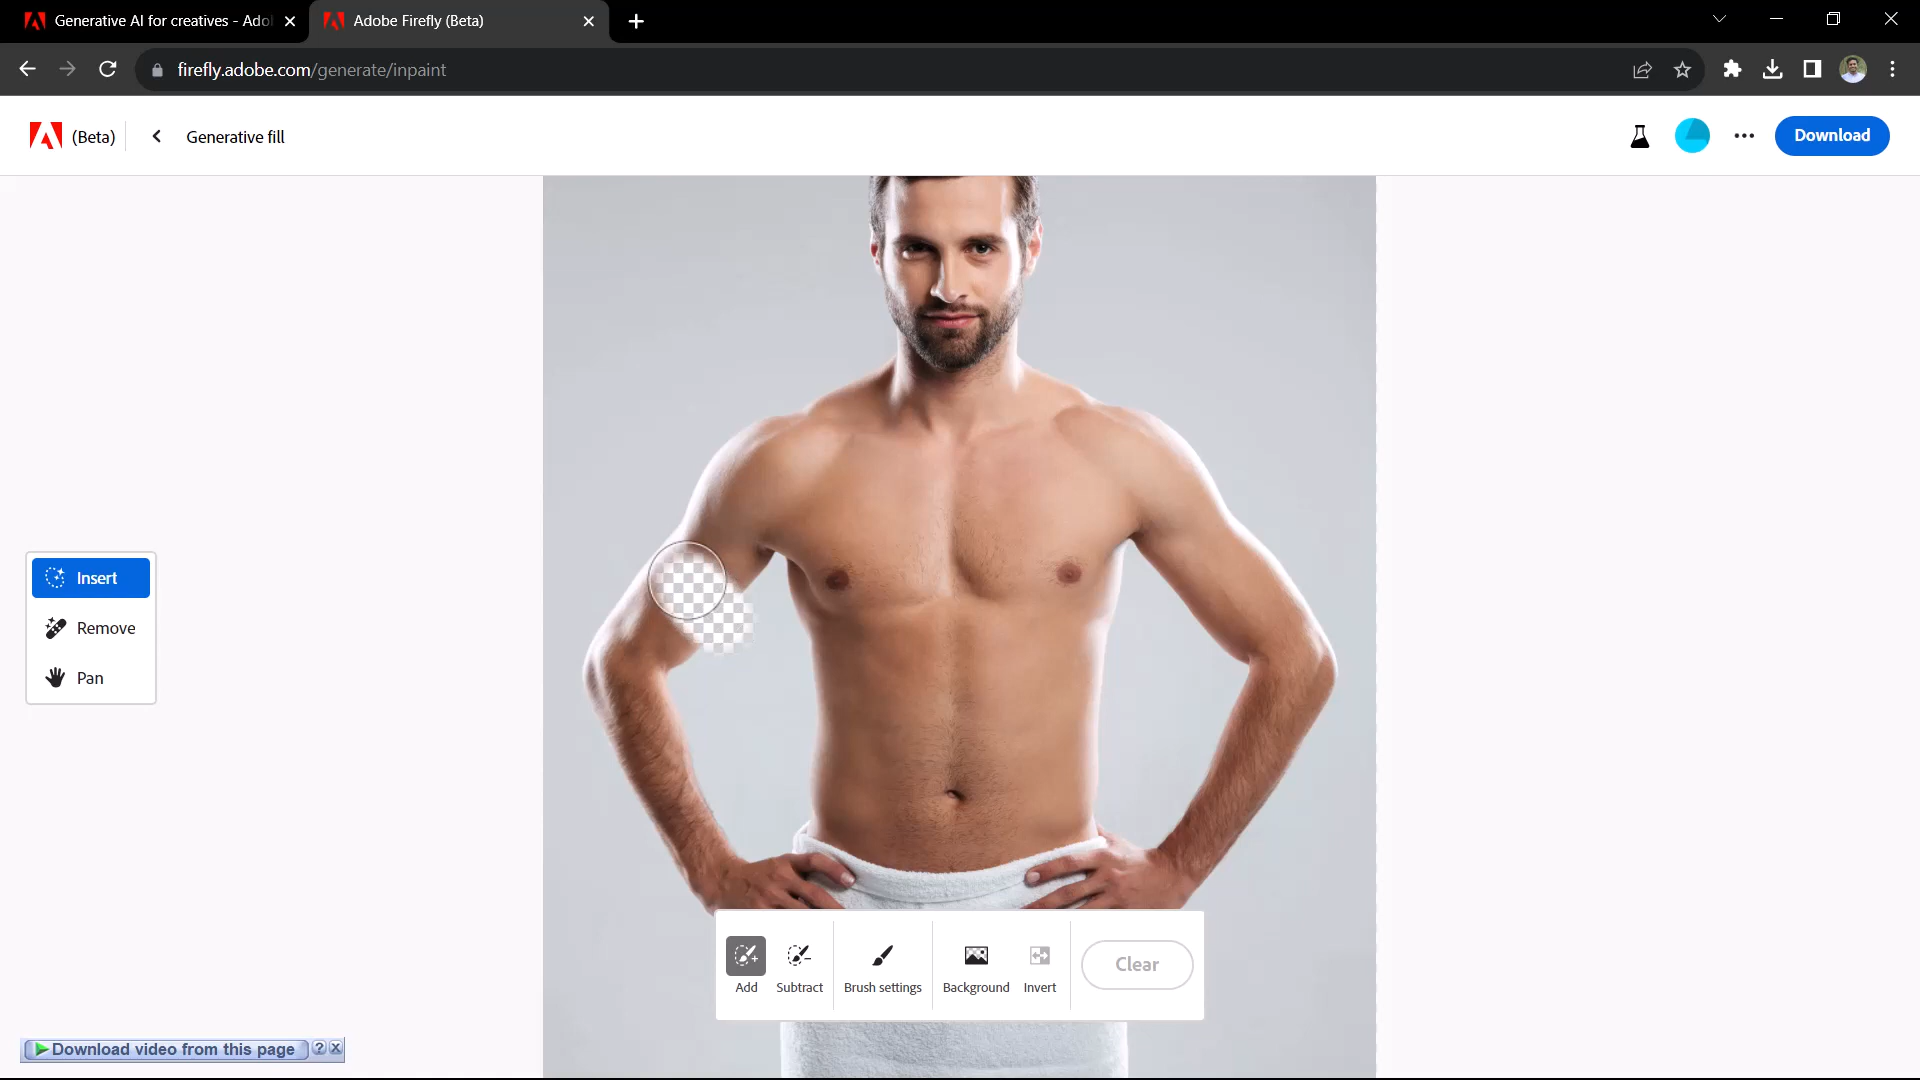 Generative AI for creatives - Ado
Adobe Firefly (Beta)
firefly.adobe.com/generate/inpaint
(Beta)
Generative fill
Download
Insert
Remove
Pan
Add
Subtract
Brush settings
Background
Invert
Clear
Download video from this page
?
X